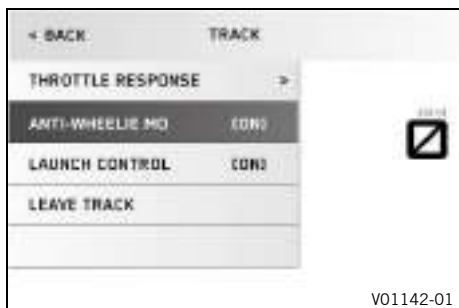 < BACK TRACK
THROTTLE RESPONSE >
ANTI-WHEELIE MO [ON]
LAUNCH CONTROL [ON]
LEAVE TRACK
V01142-01